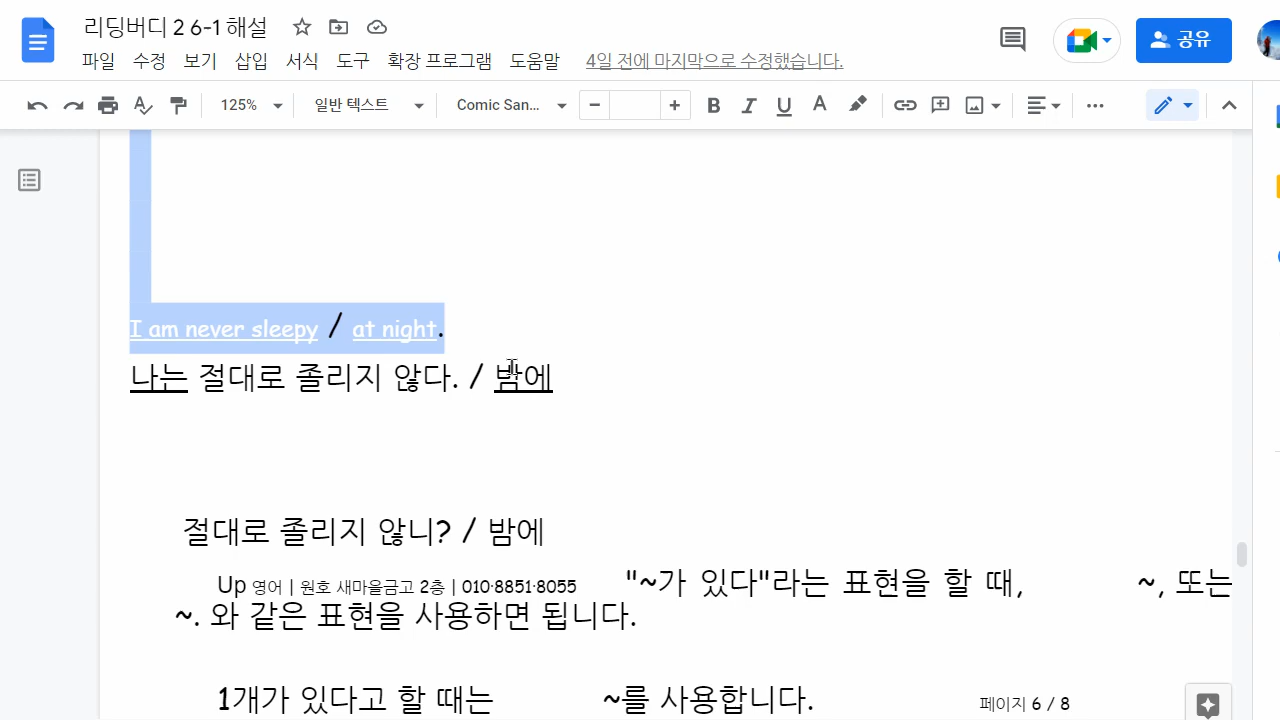 리딩버디 2 6-1 해설
파일 수정 보기 삽입 서식 도구 확장 프로그램 도움말 4일 전에 마지막으로 수정했습니다.
공유
125% 일반 텍스트 Comic San... B I U A
I am never sleepy / at night.
나는 절대로 졸리지 않다. / 밤에
절대로 졸리지 않니? / 밤에
Up 영어 | 원호 새마을금고 2층 | 010·8851·8055 "~가 있다"라는 표현을 할 때, ~, 또는
~. 와 같은 표현을 사용하면 됩니다.
1개가 있다고 할 때는 ~를 사용합니다. 페이지 6 / 8